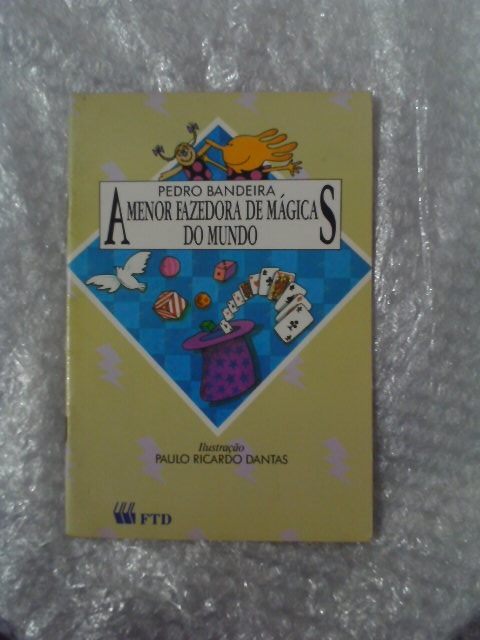 PEDRO BANDEIRA
A MENOR FAZEDORA DE MÁGICAS
DO MUNDO
Ilustração
PAULO RICARDO DANTAS
FTD